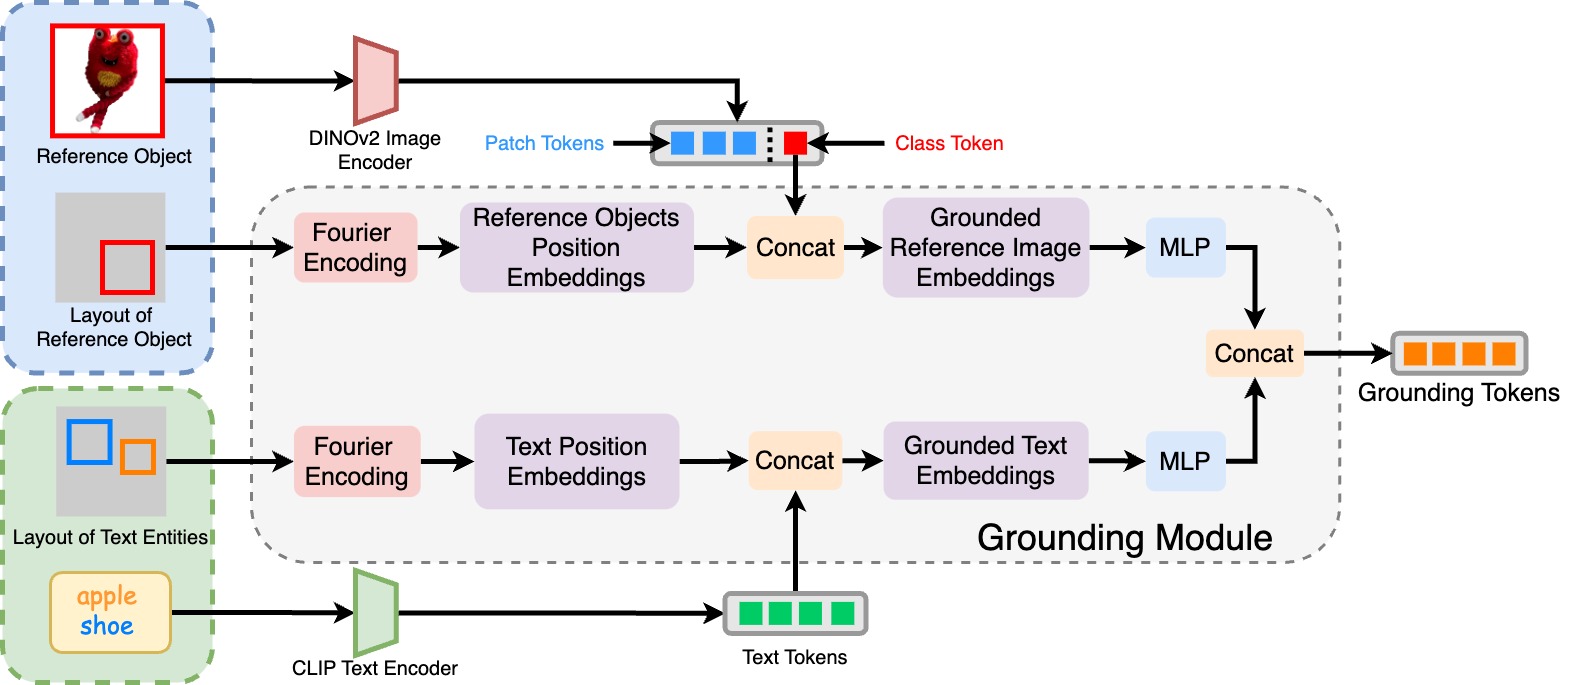 Reference Object
DINOv2 Image
Encoder
Patch Tokens
Class Token
Layout of
Reference Object
Fourier
Encoding
Reference Objects
Position
Embeddings
Concat
Grounded
Reference Image
Embeddings
MLP
Concat
Grounding Tokens
Layout of Text Entities
Fourier
Encoding
Text Position
Embeddings
Concat
Grounded Text
Embeddings
MLP
Grounding Module
apple
shoe
CLIP Text Encoder
Text Tokens